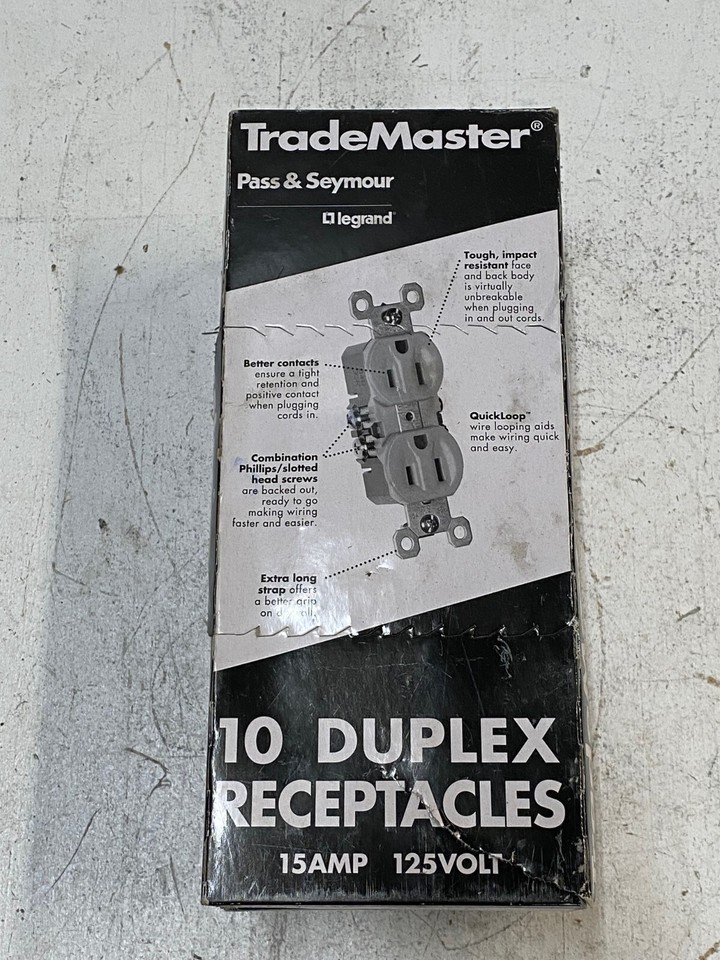 TradeMaster®
Pass & Seymour
legrand®
Tough, impact
resistant face
and back body
is virtually
unbreakable
when plugging
in and out cords.
Better contacts
ensure a tight
retention and
positive contact
when plugging
cords in.
QuickLoop™
wire looping aids
make wiring quick
and easy.
Combination
Phillips/slotted
head screws
are backed out,
ready to go
making wiring
faster and easier.
Extra long
strap offers
a better grip
on
10 DUPLEX
RECEPTACLES
15AMP 125VOLT